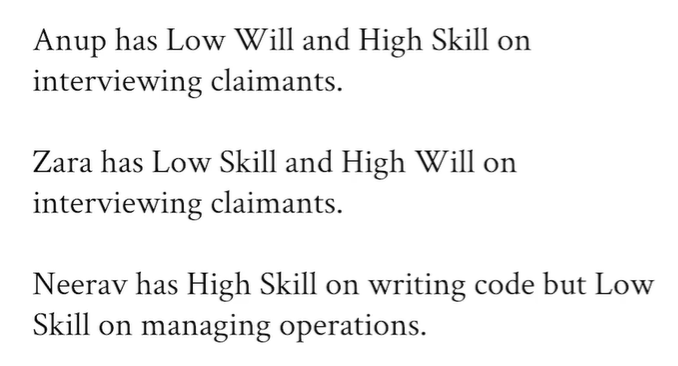 Anup has Low Will and High Skill on
interviewing claimants.
Zara has Low Skill and High Will on
interviewing claimants.
Neerav has High Skill on writing code but Low
Skill on managing operations.